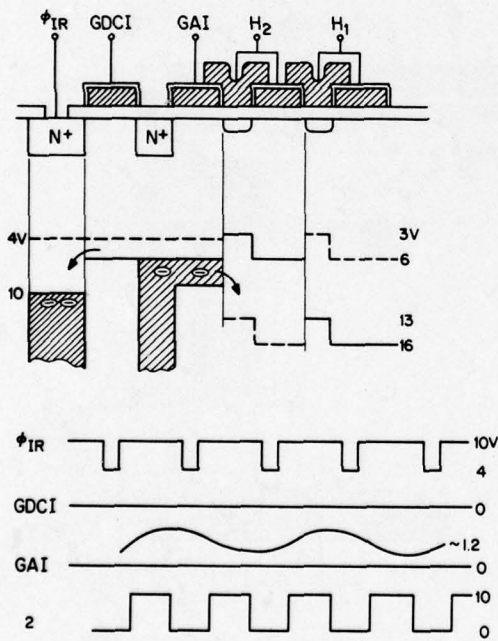 ϕIR GDCI GAI H2 H1
N+ N+
4V 3V
6
10
⊖ ⊖ ⊖ ⊖
13
16
ϕIR 10V
4
GDCI 0
~1.2
GAI 0
10
2 0